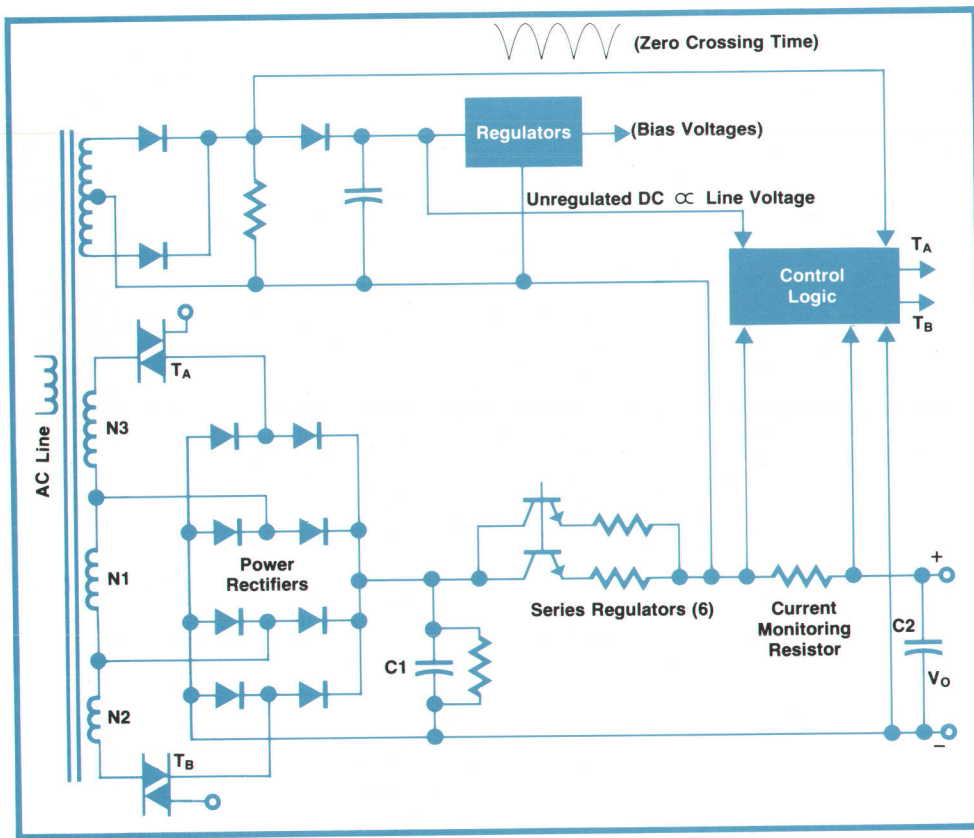 (Zero Crossing Time)
Regulators
(Bias Voltages)
Unregulated DC ∝ Line Voltage
Control
Logic
TA
TB
TA
AC Line
N3
N1
N2
Power
Rectifiers
TB
C1
Series Regulators (6)
Current
Monitoring
Resistor
+
C2
VO
−